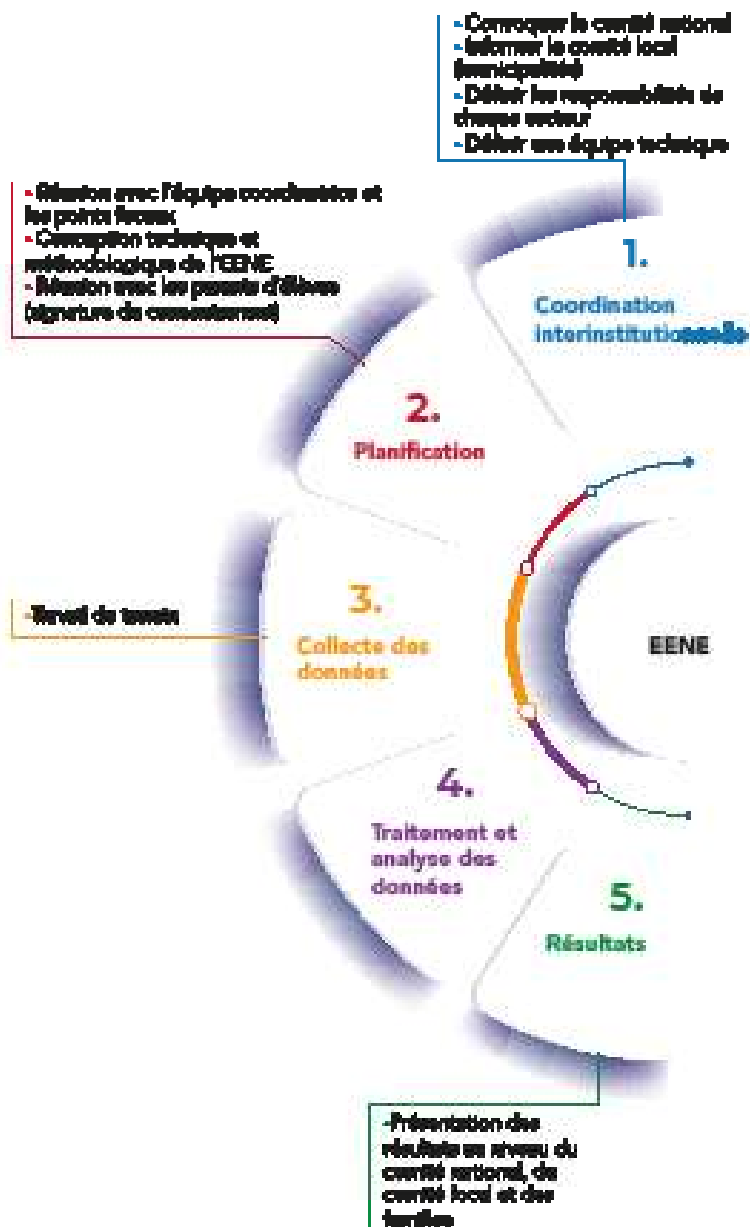 - Convoquer le comité national
- Informer le comité local
(municipalités)
- Définir les responsabilités de
chaque secteur
- Définir une équipe technique
- Réunion avec l'équipe coordinatrice et
les points focaux
- Conception technique et
méthodologique de l'EENE
- Réunion avec les parents d'élèves
(signature de consentement)
1.
Coordination
interinstitutionnelle
2.
Planification
-Travail de terrain
3.
Collecte des
données
EENE
4.
Traitement et
analyse des
données
5.
Résultats
-Présentation des
résultats au niveau du
comité national, du
comité local et des
familles